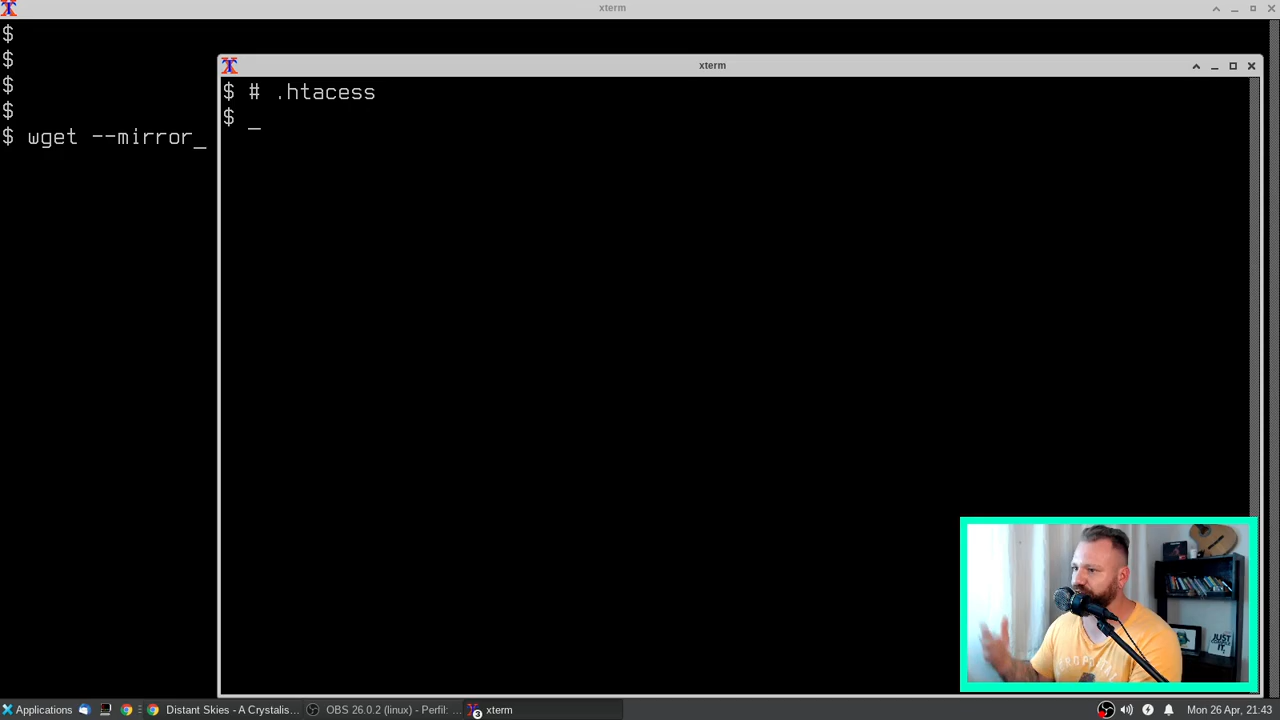 xterm
$
$
$
$
$ wget --mirror_
xterm
$ # .htacess
$ _
Applications
Distant Skies - A Crystalis...
OBS 26.0.2 (linux) - Perfil: ...
3
xterm
Mon 26 Apr, 21:43